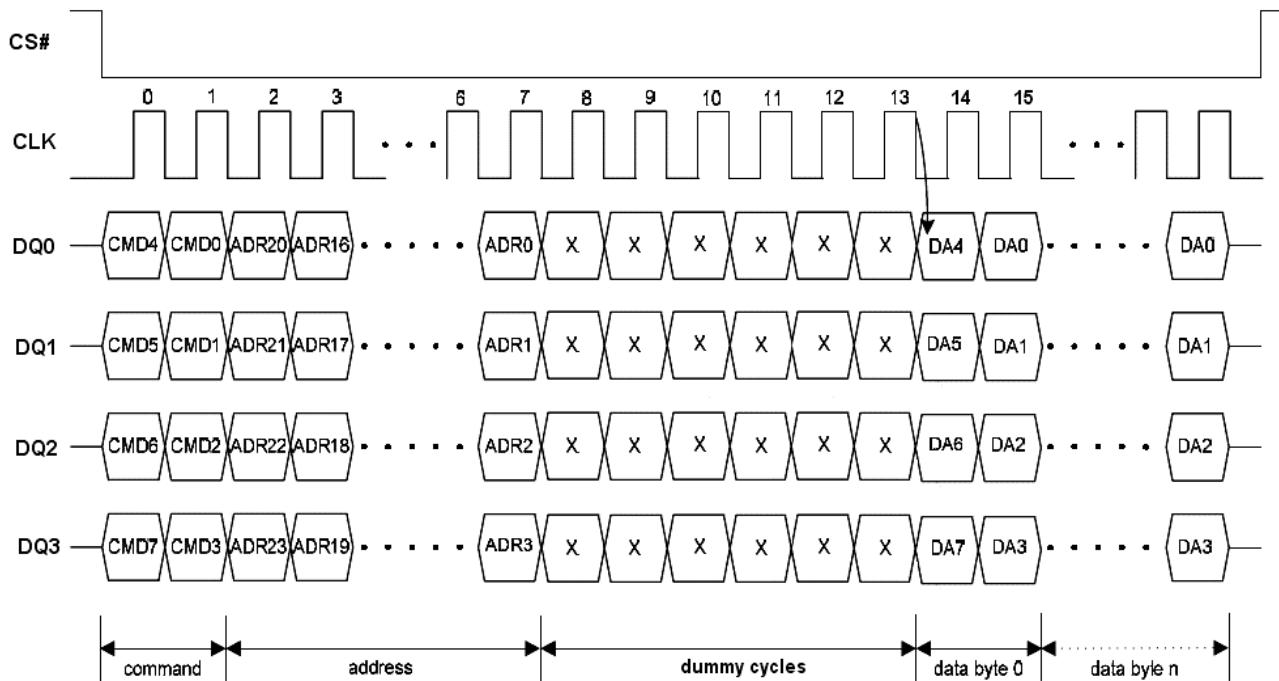 CS#
0 1 2 3 6 7 8 9 10 11 12 13 14 15
CLK
DQ0 CMD4 CMD0 ADR20 ADR16 ADR0 X X X X X X DA4 DA0 DA0
DQ1 CMD5 CMD1 ADR21 ADR17 ADR1 X X X X X X DA5 DA1 DA1
DQ2 CMD6 CMD2 ADR22 ADR18 ADR2 X X X X X X DA6 DA2 DA2
DQ3 CMD7 CMD3 ADR23 ADR19 ADR3 X X X X X X DA7 DA3 DA3
command address dummy cycles data byte 0 data byle n